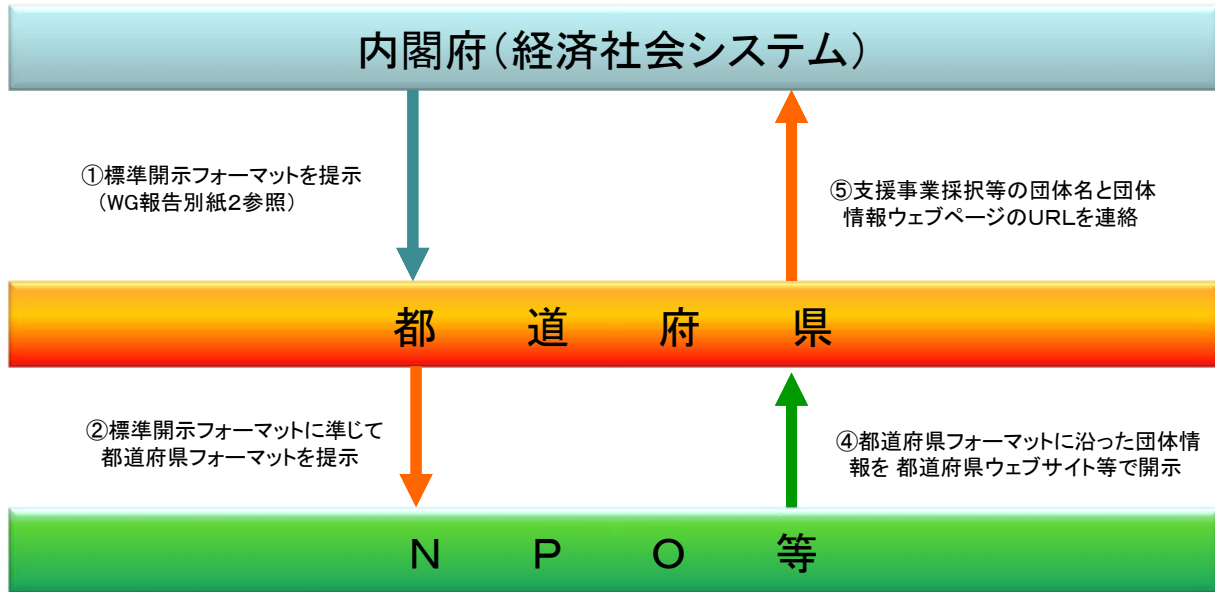 内閣府（経済社会システム）
①標準開示フォーマットを提示
（WG報告別紙２参照）
⑤支援事業採択等の団体名と団体
情報ウェブページのＵＲＬを連絡
都　道　府　県
②標準開示フォーマットに準じて
都道府県フォーマットを提示
④都道府県フォーマットに沿った団体情
報を 都道府県ウェブサイト等で開示
Ｎ　Ｐ　Ｏ　等